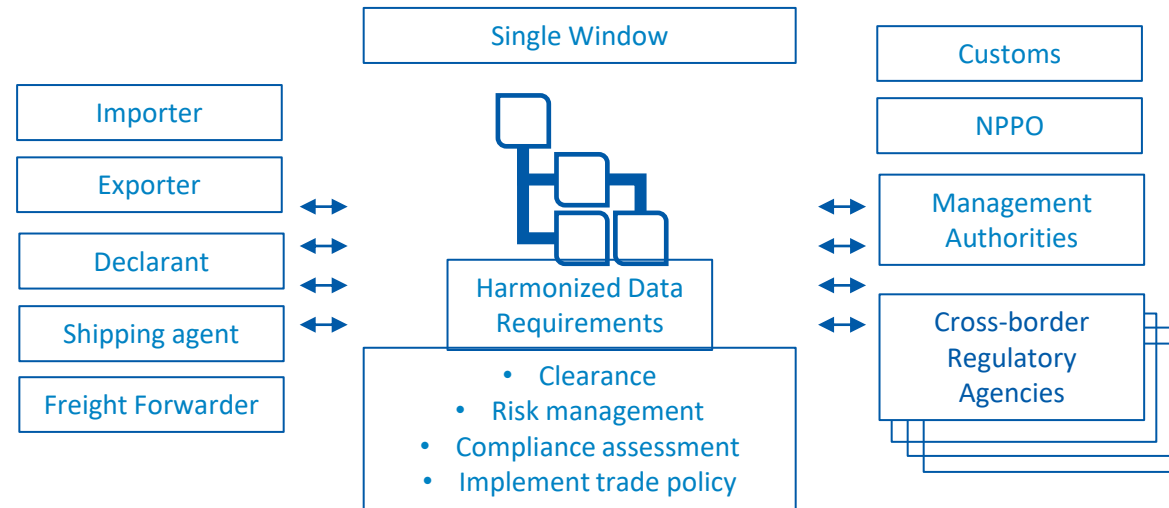 Single Window
Importer
Exporter
Declarant
Shipping agent
Freight Forwarder
Harmonized Data
Requirements
• Clearance
• Risk management
• Compliance assessment
• Implement trade policy
Customs
NPPO
Management
Authorities
Cross-border
Regulatory
Agencies